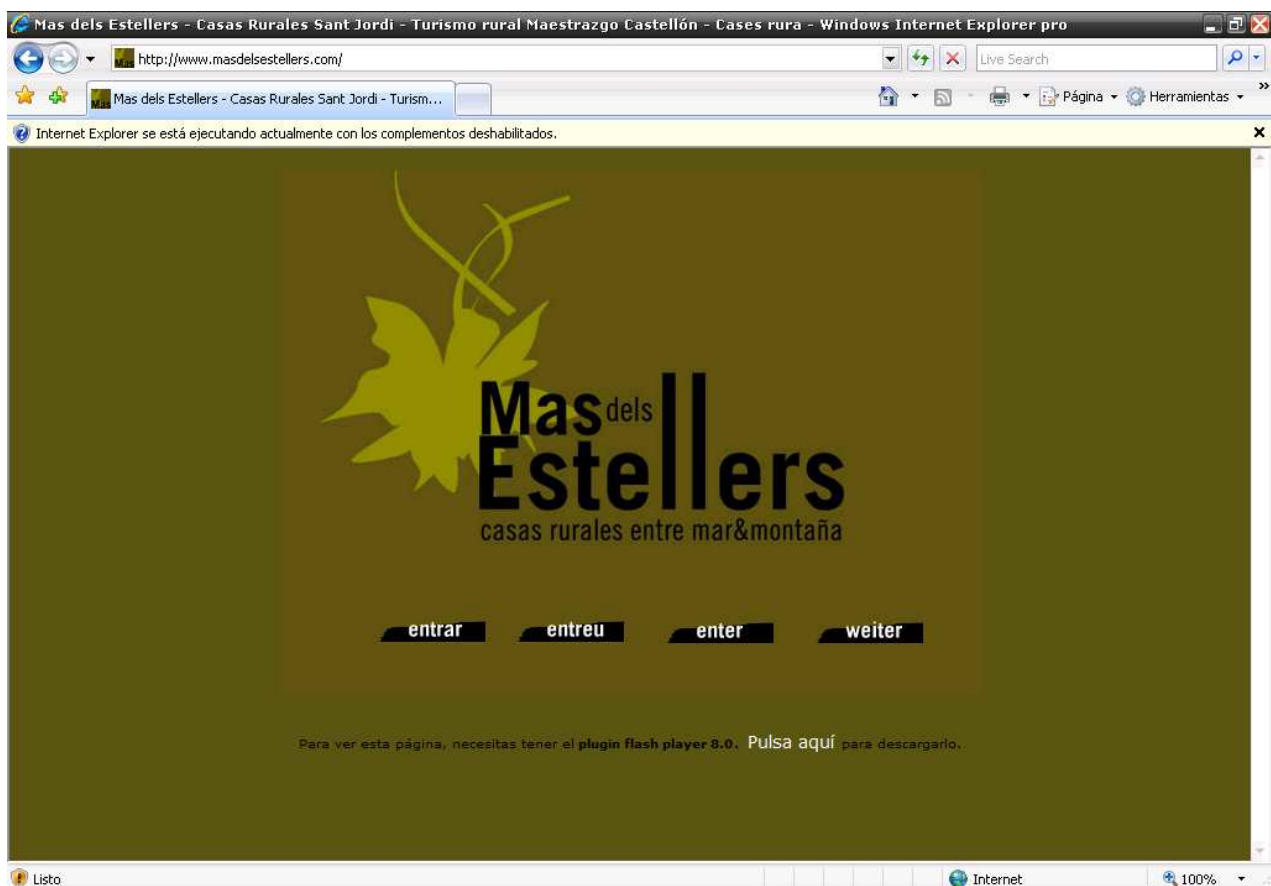 Mas dels Estellers - Casas Rurales Sant Jordi - Turismo rural Maestrazgo Castellón - Cases rura - Windows Internet Explorer pro
http://www.masdelsestellers.com/
Live Search
Mas dels Estellers - Casas Rurales Sant Jordi - Turism...
Página
Herramientas
Internet Explorer se está ejecutando actualmente con los complementos deshabilitados.
Mas dels
Estellers
casas rurales entre mar&montaña
entrar entreu enter weiter
Para ver esta página, necesitas tener el plugin flash player 8.0. Pulsa aquí para descargarlo.
Listo
Internet
100%